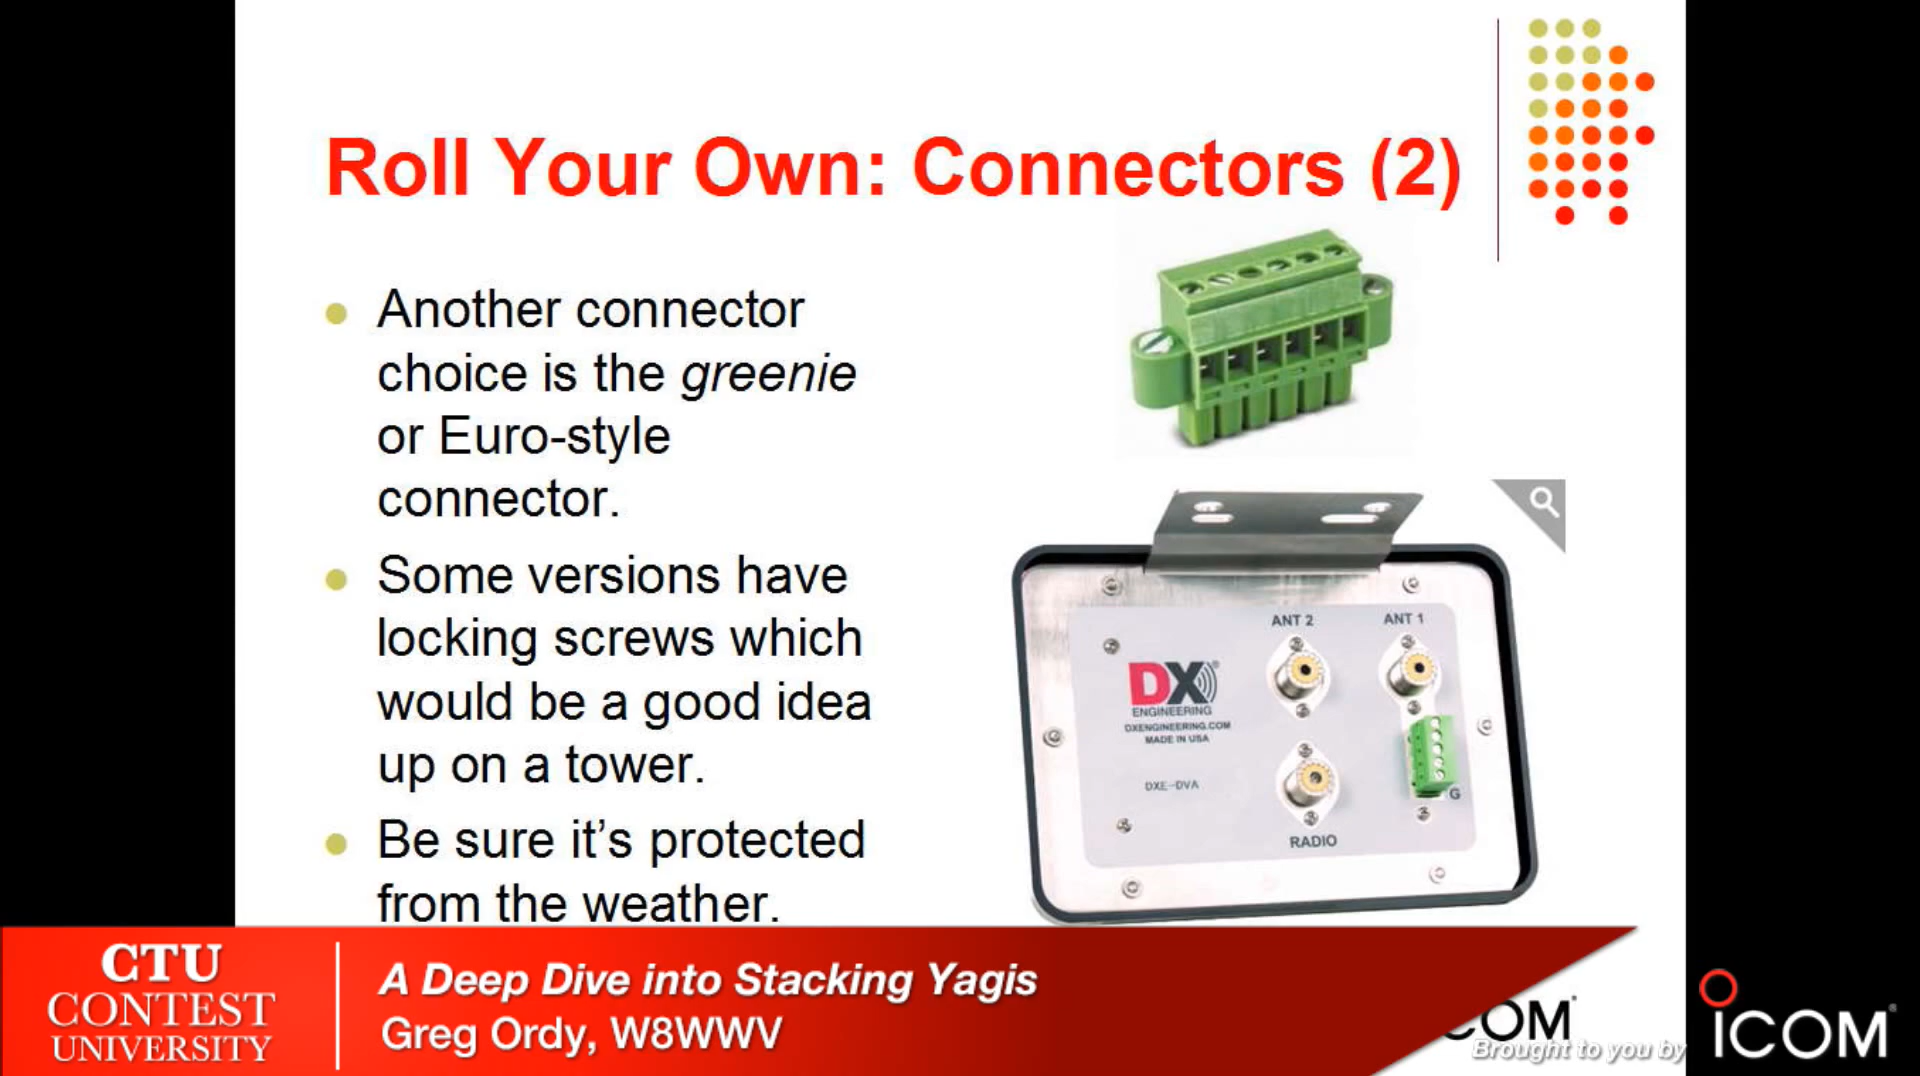 Roll Your Own: Connectors (2)
Another connector
choice is the greenie
or Euro-style
connector.
Some versions have
locking screws which
would be a good idea
up on a tower.
Be sure it’s protected
from the weather.
ANT 2
ANT 1
DX®
ENGINEERING
DXENGINEERING.COM
MADE IN USA
DXE-DVA
G
RADIO
CTU
CONTEST
UNIVERSITY
A Deep Dive into Stacking Yagis
Greg Ordy, W8WWV
COM
Brought to you by
ICOM®